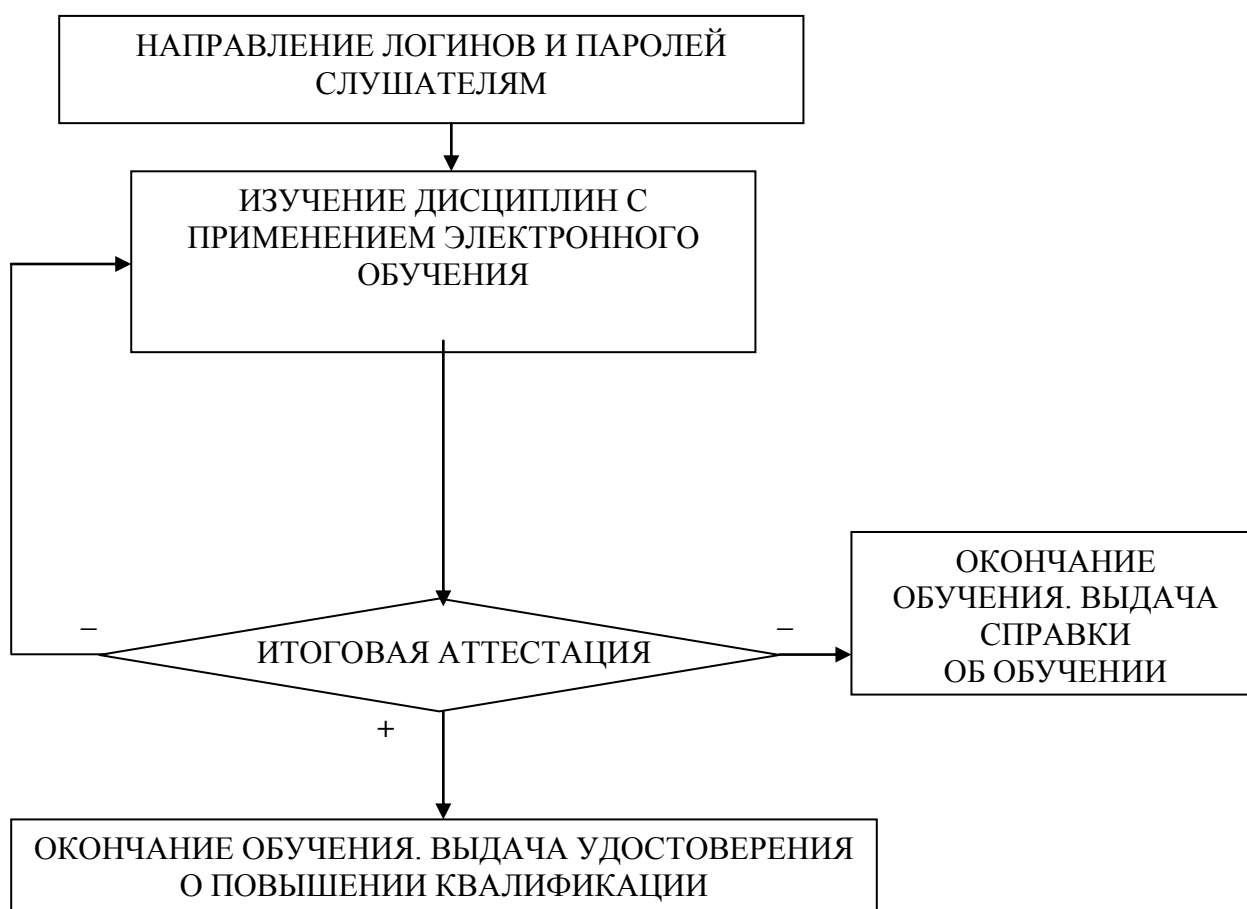 НАПРАВЛЕНИЕ ЛОГИНОВ И ПАРОЛЕЙ
СЛУШАТЕЛЯМ
ИЗУЧЕНИЕ ДИСЦИПЛИН С
ПРИМЕНЕНИЕМ ЭЛЕКТРОННОГО
ОБУЧЕНИЯ
–
ИТОГОВАЯ АТТЕСТАЦИЯ
–
ОКОНЧАНИЕ
ОБУЧЕНИЯ. ВЫДАЧА
СПРАВКИ
ОБ ОБУЧЕНИИ
+
ОКОНЧАНИЕ ОБУЧЕНИЯ. ВЫДАЧА УДОСТОВЕРЕНИЯ
О ПОВЫШЕНИИ КВАЛИФИКАЦИИ